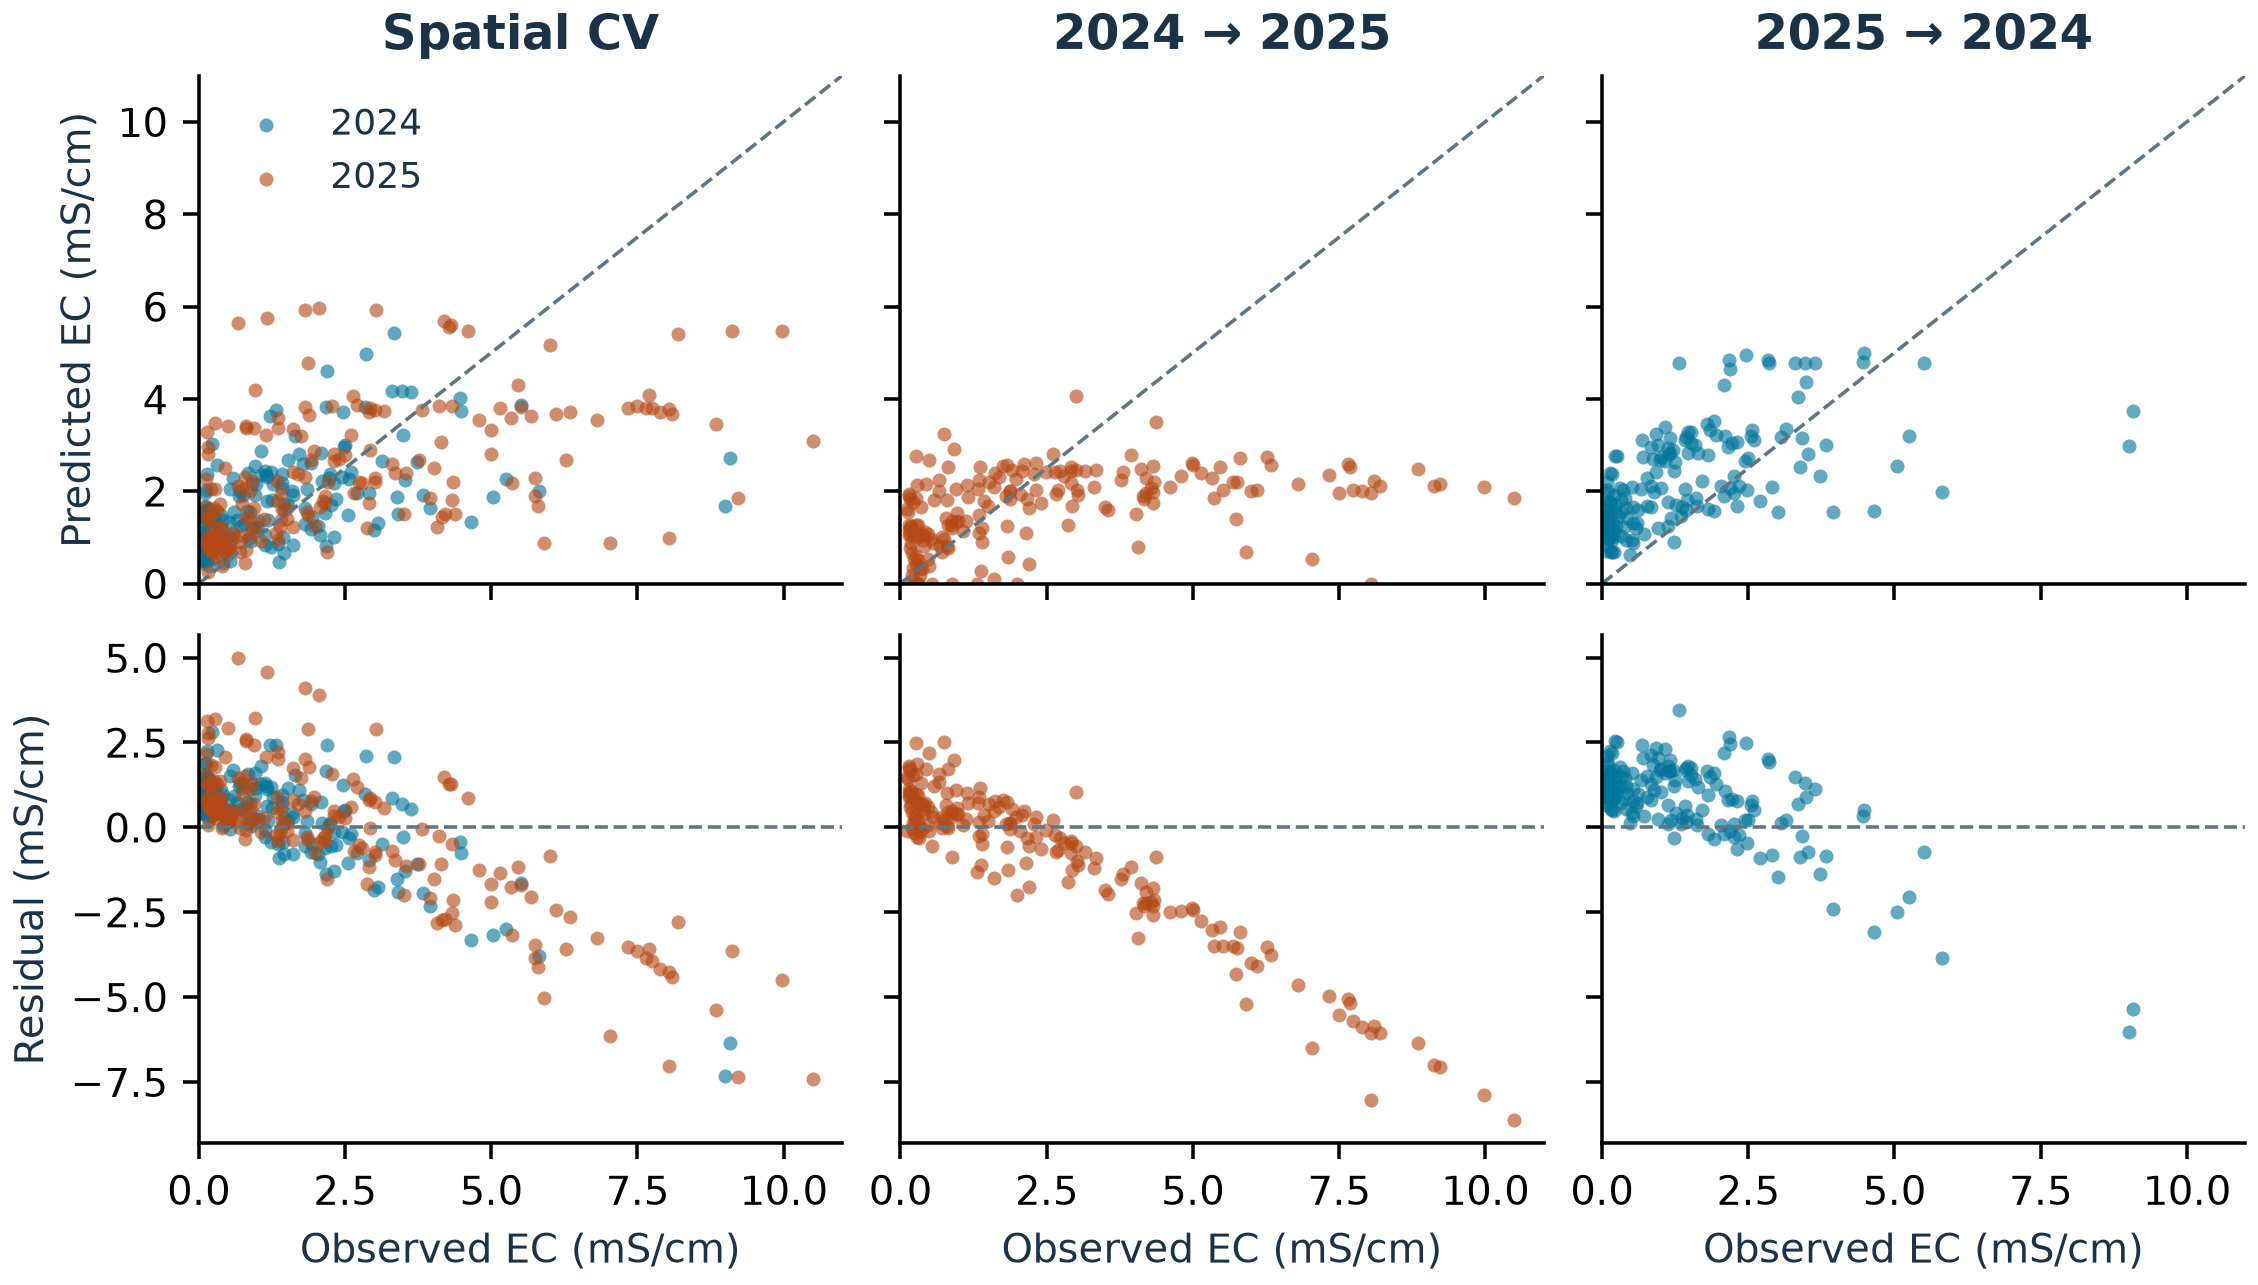 Spatial CV
2024 → 2025
2025 → 2024
Predicted EC (mS/cm)
10
8
6
4
2
0
2024
2025
Residual (mS/cm)
5.0
2.5
0.0
−2.5
−5.0
−7.5
0.0 2.5 5.0 7.5 10.0
0.0 2.5 5.0 7.5 10.0
0.0 2.5 5.0 7.5 10.0
Observed EC (mS/cm)
Observed EC (mS/cm)
Observed EC (mS/cm)